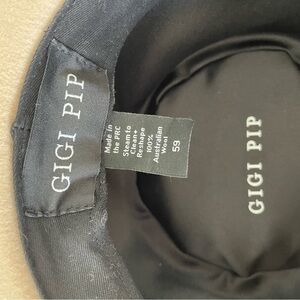 GIGI PIP
Made in
the PRC
Steam to
Clean +
Reshape
100%
Australian
Wool
59
GIGI PIP